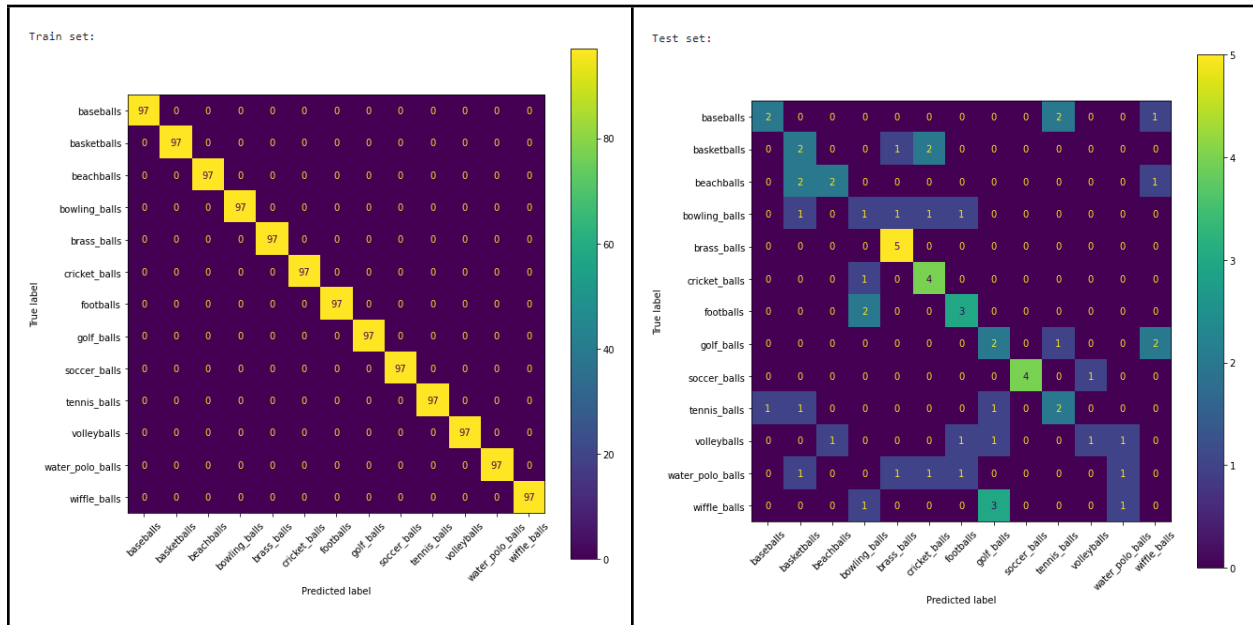 Train set:
baseballs 97 0 0 0 0 0 0 0 0 0 0 0 0
basketballs 0 97 0 0 0 0 0 0 0 0 0 0 0
beachballs 0 0 97 0 0 0 0 0 0 0 0 0 0
bowling_balls 0 0 0 97 0 0 0 0 0 0 0 0 0
brass_balls 0 0 0 0 97 0 0 0 0 0 0 0 0
cricket_balls 0 0 0 0 0 97 0 0 0 0 0 0 0
footballs 0 0 0 0 0 0 97 0 0 0 0 0 0
golf_balls 0 0 0 0 0 0 0 97 0 0 0 0 0
soccer_balls 0 0 0 0 0 0 0 0 97 0 0 0 0
tennis_balls 0 0 0 0 0 0 0 0 0 97 0 0 0
volleyballs 0 0 0 0 0 0 0 0 0 0 97 0 0
water_polo_balls 0 0 0 0 0 0 0 0 0 0 0 97 0
wiffle_balls 0 0 0 0 0 0 0 0 0 0 0 0 97
True label
baseballs basketballs beachballs bowling_balls brass_balls cricket_balls footballs golf_balls soccer_balls tennis_balls volleyballs water_polo_balls wiffle_balls
Predicted label
80
60
40
20
0
Test set:
baseballs 2 0 0 0 0 0 0 0 0 2 0 0 1
basketballs 0 2 0 0 1 2 0 0 0 0 0 0 0
beachballs 0 2 2 0 0 0 0 0 0 0 0 0 1
bowling_balls 0 1 0 1 1 1 1 0 0 0 0 0 0
brass_balls 0 0 0 0 5 0 0 0 0 0 0 0 0
cricket_balls 0 0 0 1 0 4 0 0 0 0 0 0 0
footballs 0 0 0 2 0 0 3 0 0 0 0 0 0
golf_balls 0 0 0 0 0 0 0 2 0 1 0 0 2
soccer_balls 0 0 0 0 0 0 0 0 4 0 1 0 0
tennis_balls 1 1 0 0 0 0 0 1 0 2 0 0 0
volleyballs 0 0 1 0 0 0 1 1 0 0 1 1 0
water_polo_balls 0 1 0 0 1 1 1 0 0 0 0 1 0
wiffle_balls 0 0 0 1 0 0 0 3 0 0 0 1 0
True label
baseballs basketballs beachballs bowling_balls brass_balls cricket_balls footballs golf_balls soccer_balls tennis_balls volleyballs water_polo_balls wiffle_balls
Predicted label
5
4
3
2
1
0